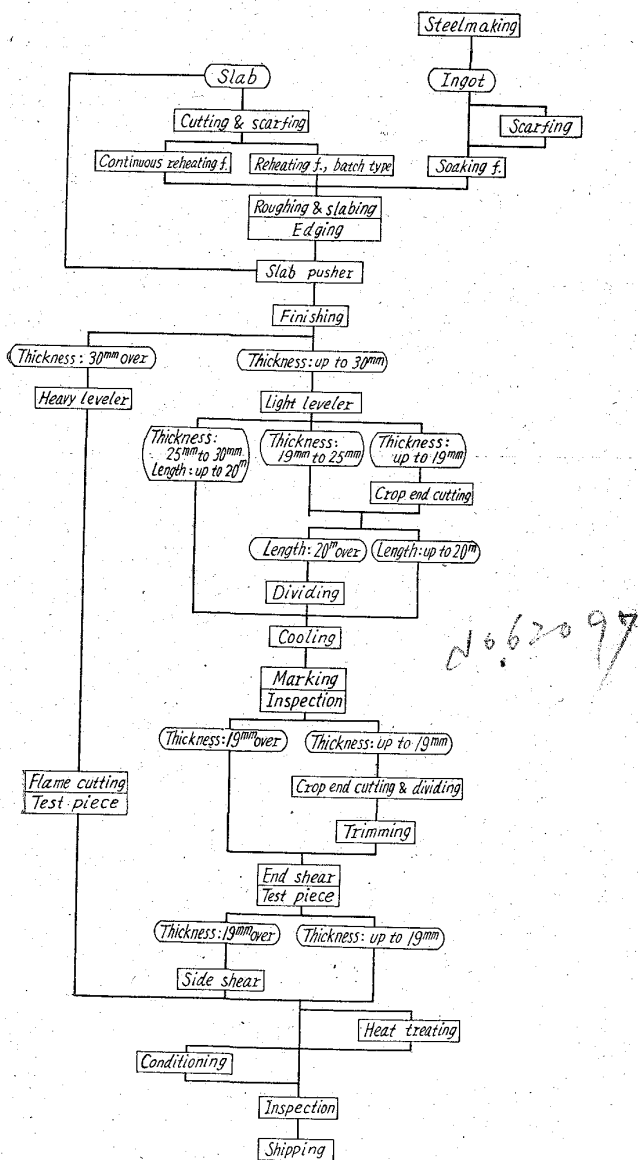 Steelmaking
Slab
Ingot
Cutting & scarfing
Scarfing
Continuous reheating f.
Reheating f., batch type
Soaking f.
Roughing & slabing
Edging
Slab pusher
Finishing
Thickness: 30mm over
Thickness: up to 30mm
Heavy leveler
Light leveler
Thickness:
25mm to 30mm
Length: up to 20m
Thickness:
19mm to 25mm
Thickness:
up to 19mm
Crop end cutting
Length: 20m over
Length: up to 20m
Dividing
Cooling
No. 62097
Marking
Inspection
Thickness: 19mm over
Thickness: up to 19mm
Flame cutting
Test piece
Crop end cutting & dividing
Trimming
End shear
Test piece
Thickness: 19mm over
Thickness: up to 19mm
Side shear
Heat treating
Conditioning
Inspection
Shipping